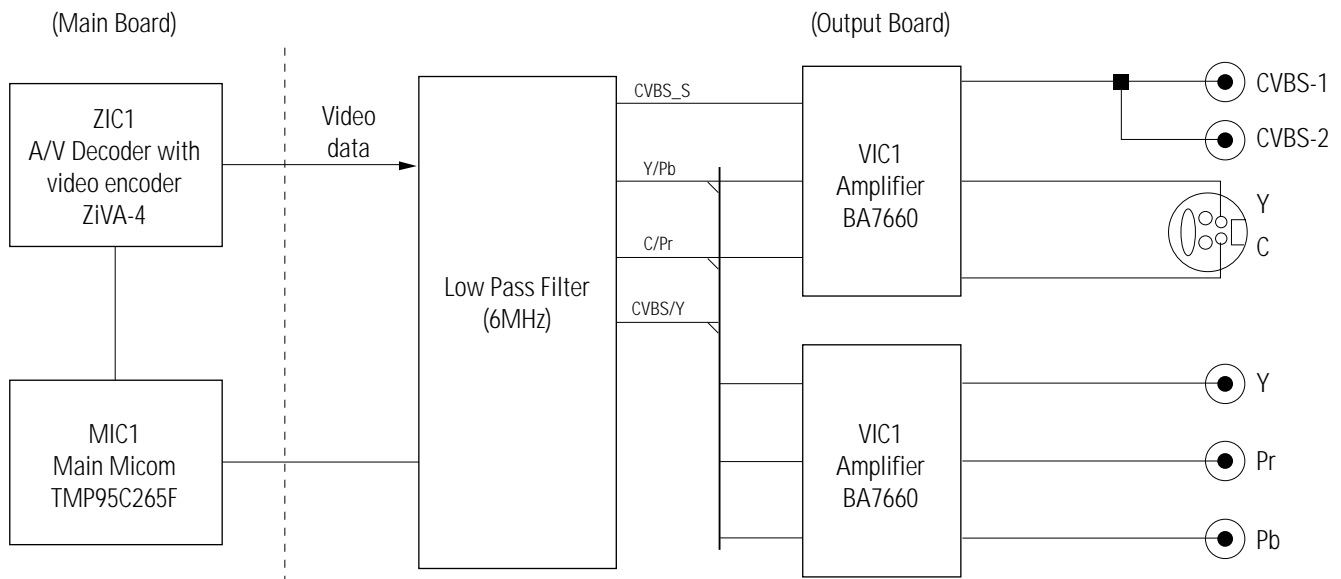 (Main Board)
(Output Board)
ZIC1
A/V Decoder with
video encoder
ZiVA-4
Video
data
MIC1
Main Micom
TMP95C265F
Low Pass Filter
(6MHz)
CVBS_S
Y/Pb
C/Pr
CVBS/Y
VIC1
Amplifier
BA7660
CVBS-1
CVBS-2
Y
C
VIC1
Amplifier
BA7660
Y
Pr
Pb